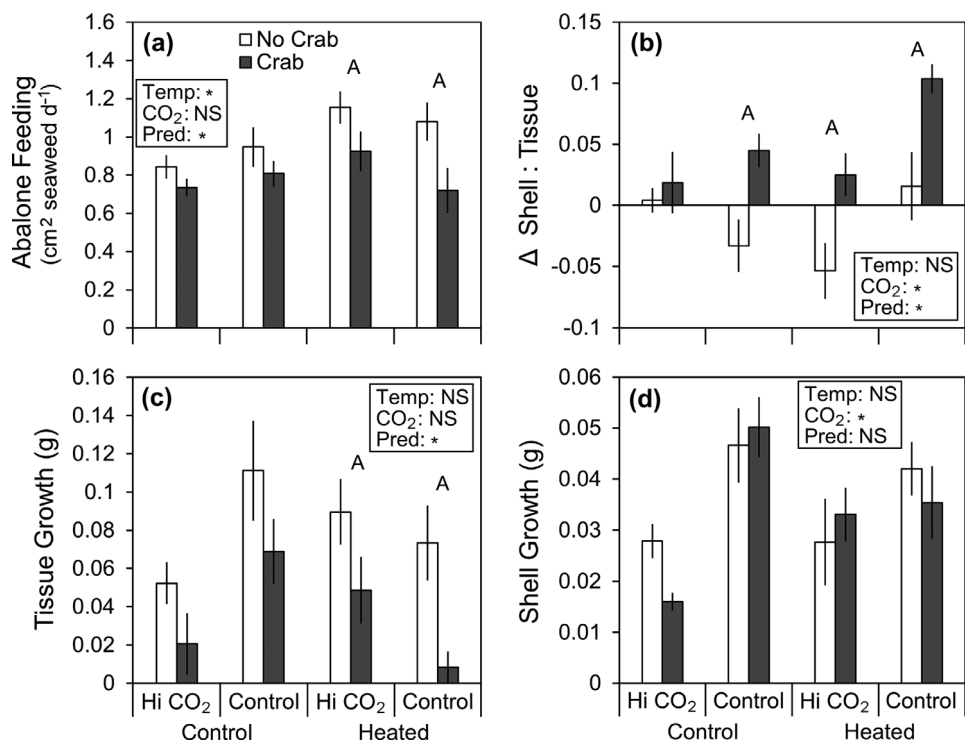 (a)
No Crab
Crab
Temp: *
CO₂: NS
Pred: *
A
A
Abalone Feeding
(cm² seaweed d⁻¹)
1.6
1.4
1.2
1
0.8
0.6
0.4
0.2
0
(b)
A
A
A
Temp: NS
CO₂: *
Pred: *
Δ Shell : Tissue
0.15
0.1
0.05
0
-0.05
-0.1
(c)
Temp: NS
CO₂: NS
Pred: *
A
A
Tissue Growth (g)
0.16
0.14
0.12
0.1
0.08
0.06
0.04
0.02
0
Hi CO₂ Control Hi CO₂ Control
Control Heated
(d)
Temp: NS
CO₂: *
Pred: NS
Shell Growth (g)
0.06
0.05
0.04
0.03
0.02
0.01
0
Hi CO₂ Control Hi CO₂ Control
Control Heated